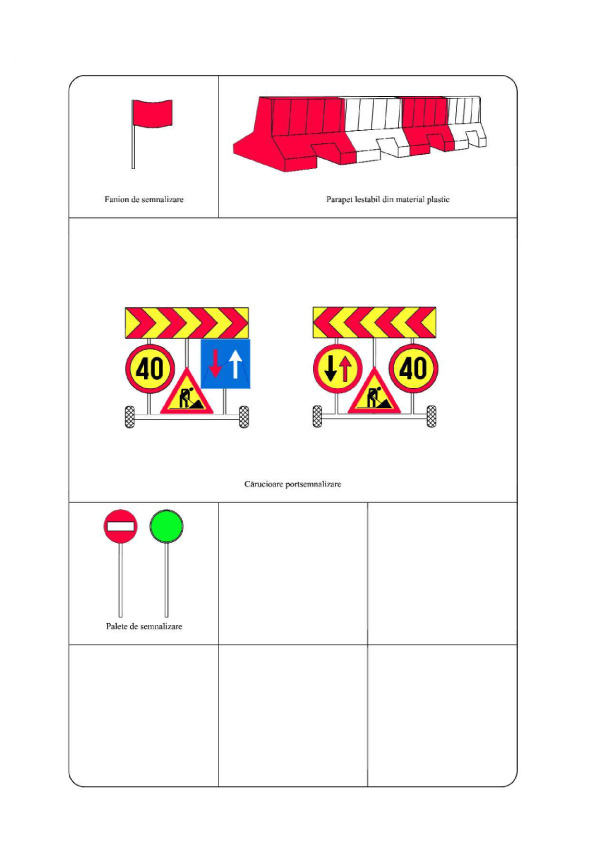 Fanion de semnalizare
Parapet lestabil din material plastic
40
40
Cărucioare portsemnalizare
Palete de semnalizare